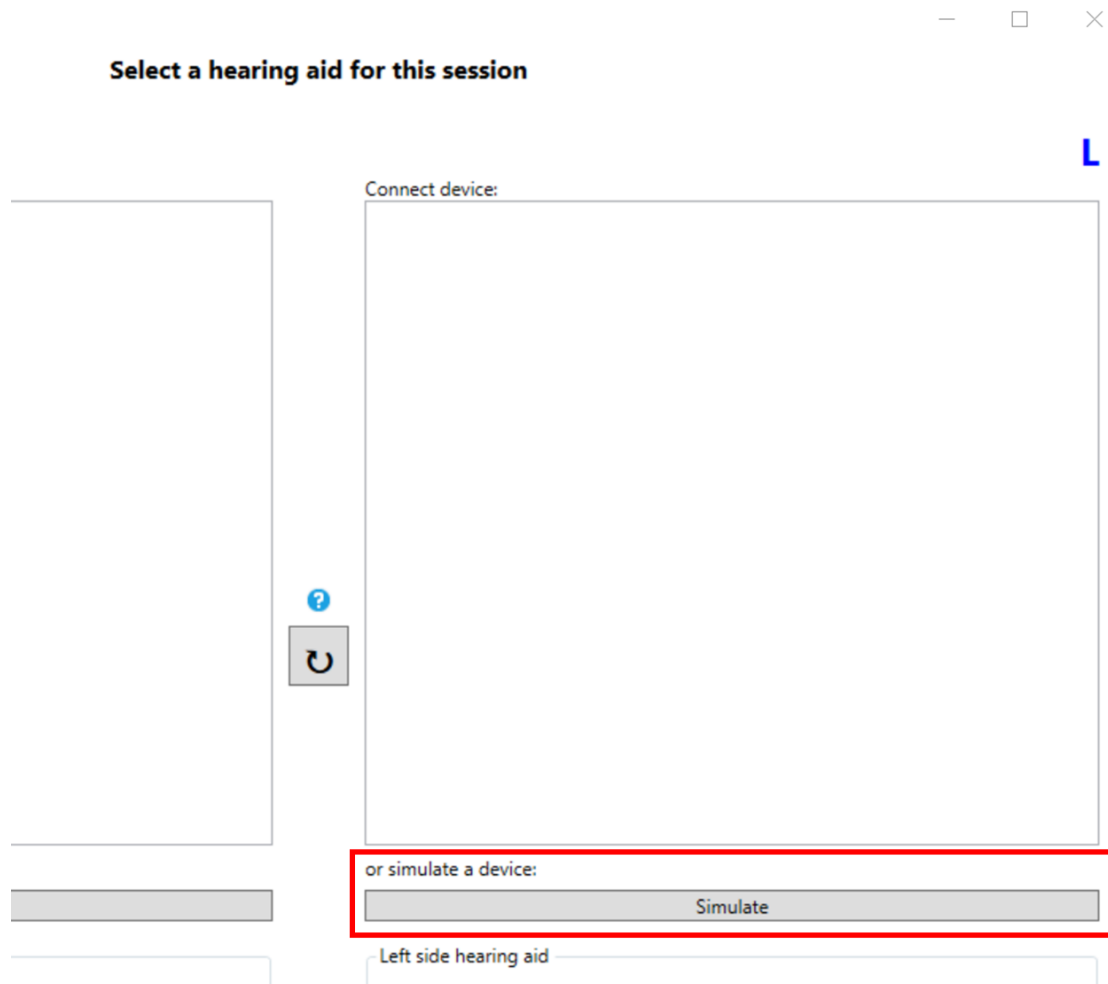 Select a hearing aid for this session
L
Connect device:
?
or simulate a device:
Simulate
Left side hearing aid